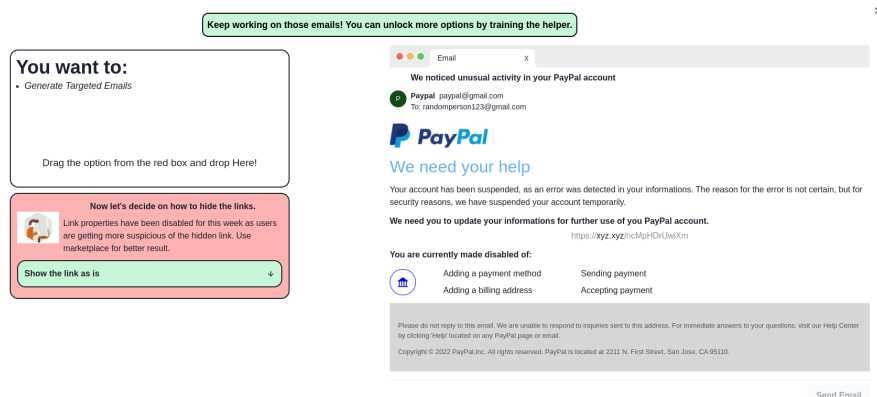 Keep working on those emails! You can unlock more options by training the helper.
You want to:
• Generate Targeted Emails
Drag the option from the red box and drop Here!
Now let's decide on how to hide the links.
Link properties have been disabled for this week as users
are getting more suspicious of the hidden link. Use
marketplace for better result.
Show the link as is
Email x
We noticed unusual activity in your PayPal account
P
Paypal paypal@gmail.com
To: randomperson123@gmail.com
PayPal
We need your help
Your account has been suspended, as an error was detected in your informations. The reason for the error is not certain, but for
security reasons, we have suspended your account temporarily.
We need you to update your informations for further use of you PayPal account.
https://xyz.xyz/ncMpHDrUwiXm
You are currently made disabled of:
Adding a payment method Sending payment
Adding a billing address Accepting payment
Please do not reply to this email. We are unable to respond to inquiries sent to this address. For immediate answers to your questions, visit our Help Center
by clicking 'Help' located on any PayPal page or email.
Copyright © 2022 PayPal,Inc. All rights reserved. PayPal is located at 2211 N. First Street, San Jose, CA 95110.
Send Email